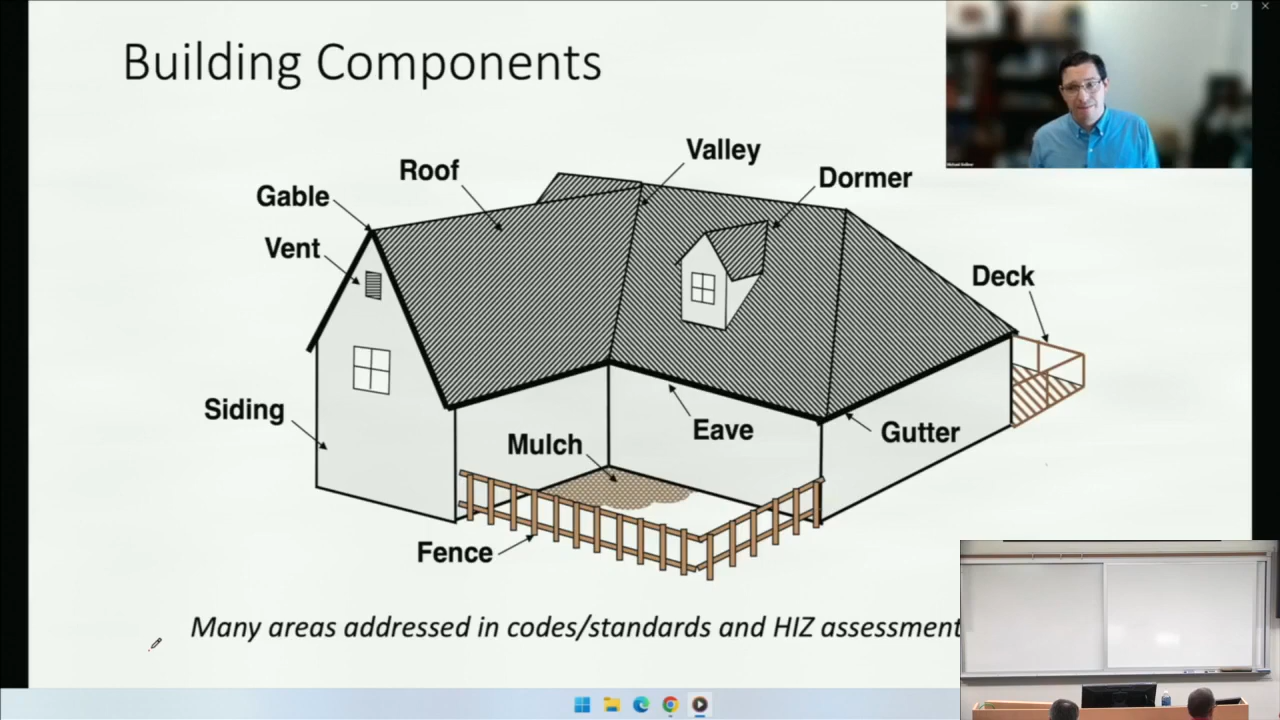 Building Components
Valley
Roof
Dormer
Gable
Vent
Deck
Siding
Eave
Gutter
Mulch
Fence
Many areas addressed in codes/standards and HIZ assessment